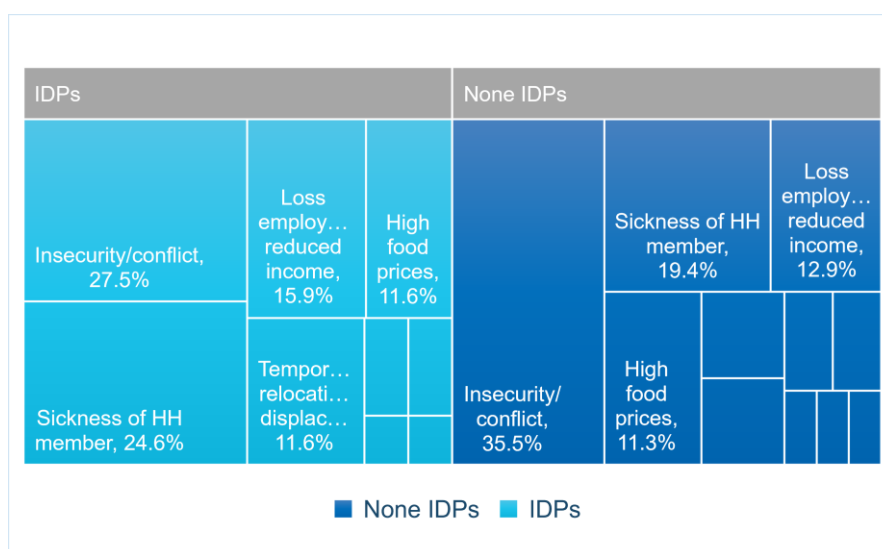 IDPs
None IDPs
Insecurity/conflict,
27.5%
Sickness of HH
member, 24.6%
Loss
employ…
reduced
income,
15.9%
High
food
prices,
11.6%
Tempor…
relocati…
displac…
11.6%
Insecurity/
conflict,
35.5%
Sickness of HH
member,
19.4%
Loss
employ…
reduced
income,
12.9%
High
food
prices,
11.3%
None IDPs
IDPs